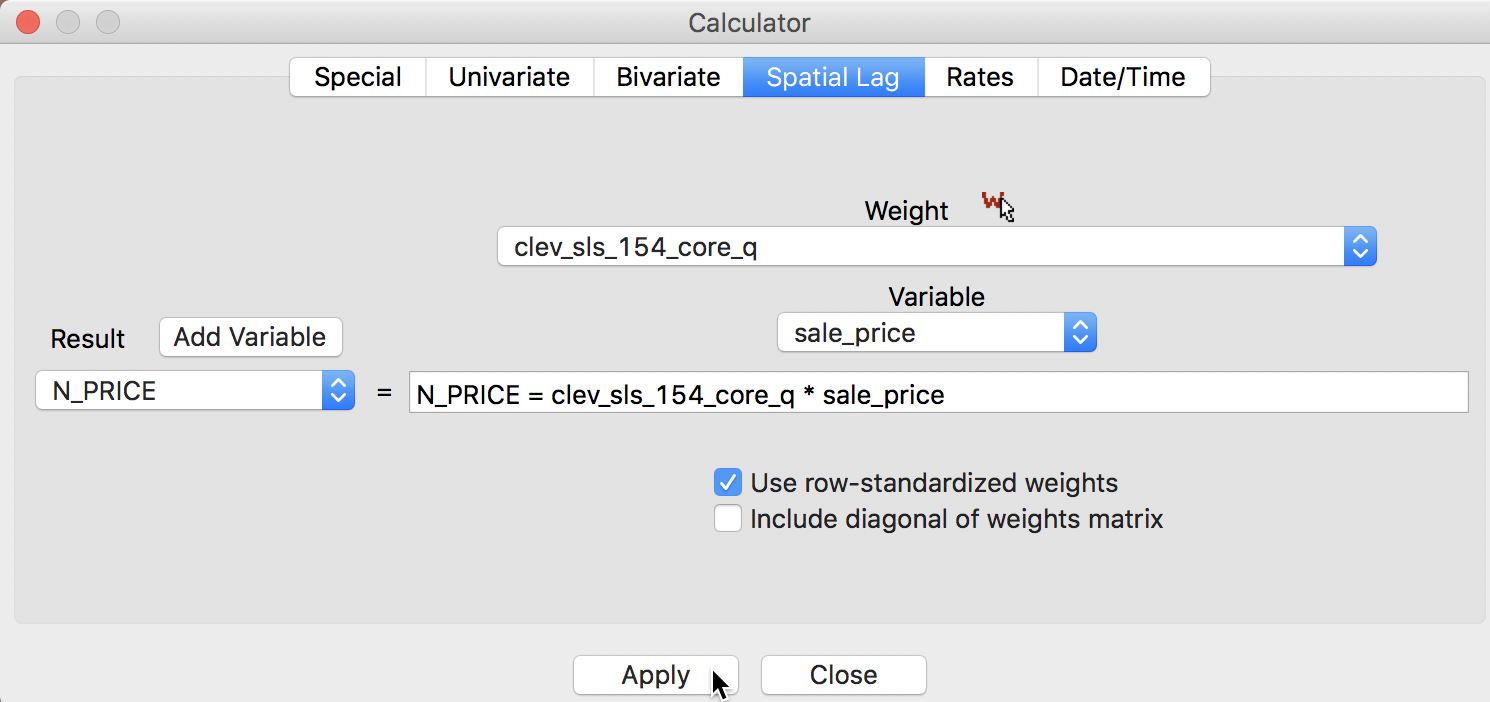 Calculator
Special Univariate Bivariate Spatial Lag Rates Date/Time
Weight W
clev_sls_154_core_q
Variable
Result Add Variable sale_price
N_PRICE = N_PRICE = clev_sls_154_core_q * sale_price
Use row-standardized weights
Include diagonal of weights matrix
Apply Close